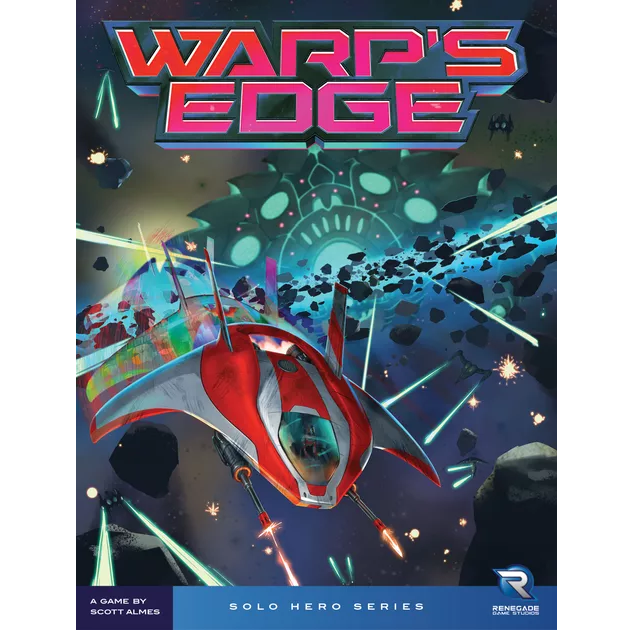 WARP'S
EDGE
A GAME BY
SCOTT ALMES
SOLO HERO SERIES
R
RENEGADE
GAME STUDIOS